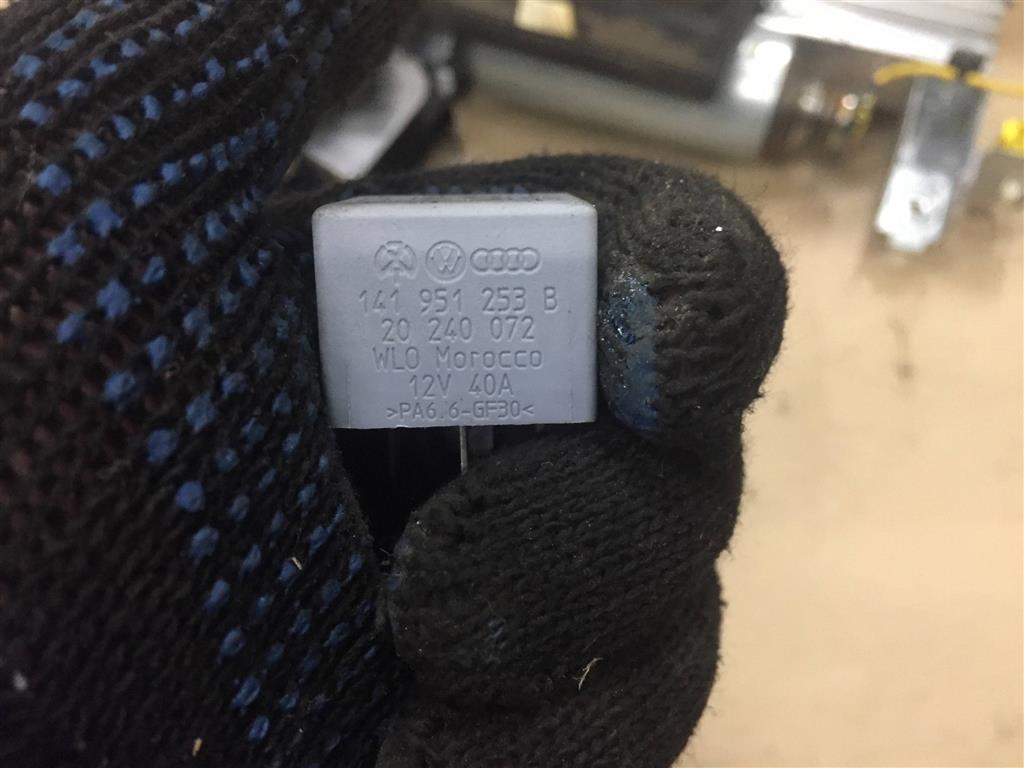 141 951 253 B
20 240 072
WLO Morocco
12V 40A
>PA6.6-GF30<